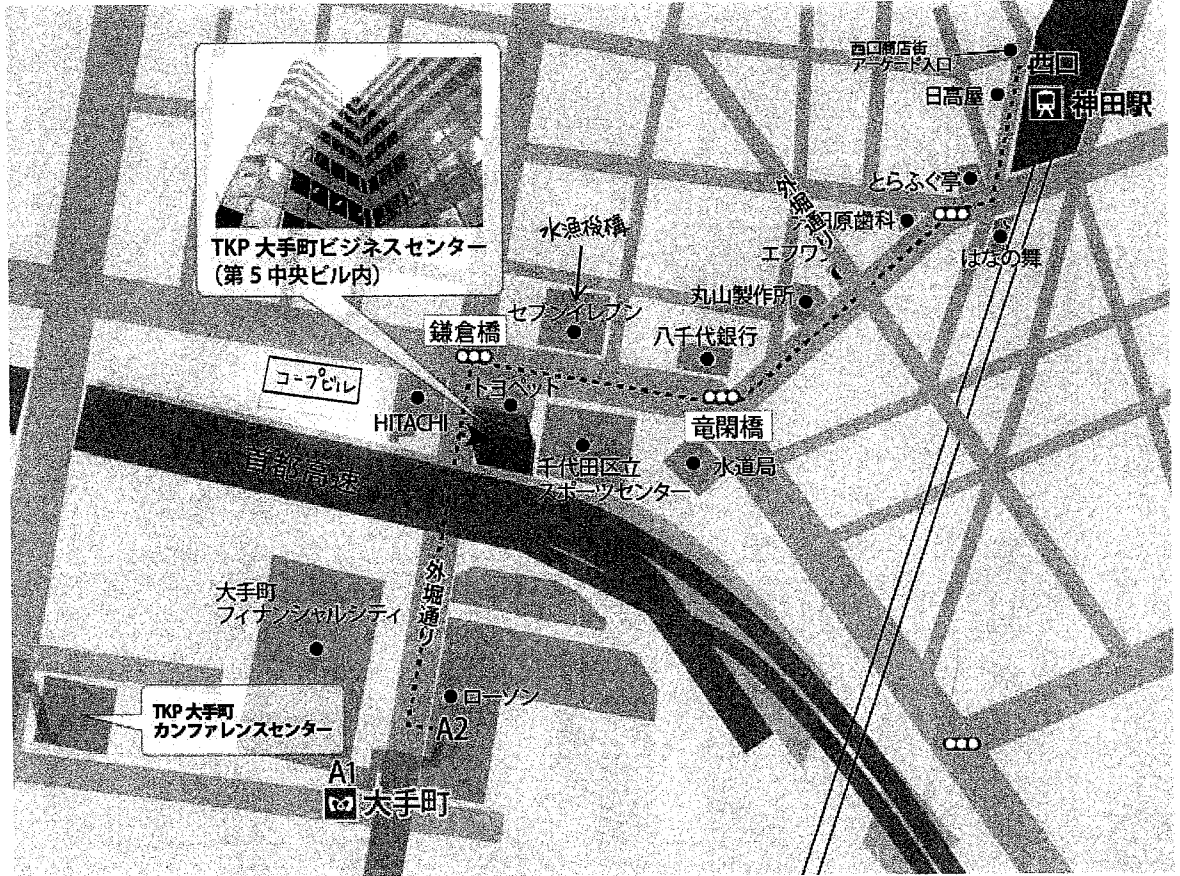 西口商店街
アーケード入口
西口
日高屋
神田駅
とらふぐ亭
外堀通り
原歯科
エフワン
はなの舞
丸山製作所
TKP 大手町ビジネスセンター
(第 5 中央ビル内)
水漁機構
セブンイレブン
八千代銀行
鎌倉橋
コープビル
トヨペット
HITACHI
竜閑橋
千代田区立
スポーツセンター
水道局
首都高速
外堀通り
大手町
フィナンシャルシティ
ローソン
TKP 大手町
カンファレンスセンター
A2
A1
大手町